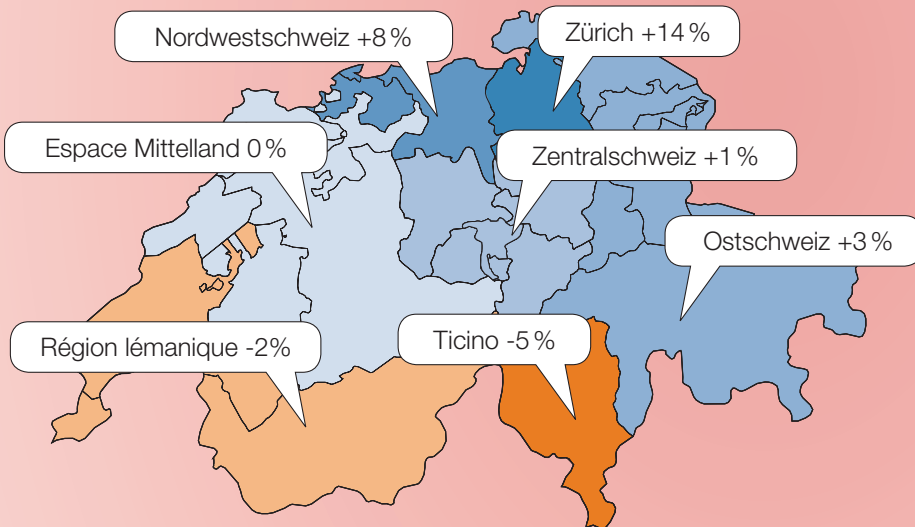 Nordwestschweiz +8 %
Zürich +14 %
Espace Mittelland 0 %
Zentralschweiz +1 %
Ostschweiz +3 %
Région lémanique -2%
Ticino -5 %